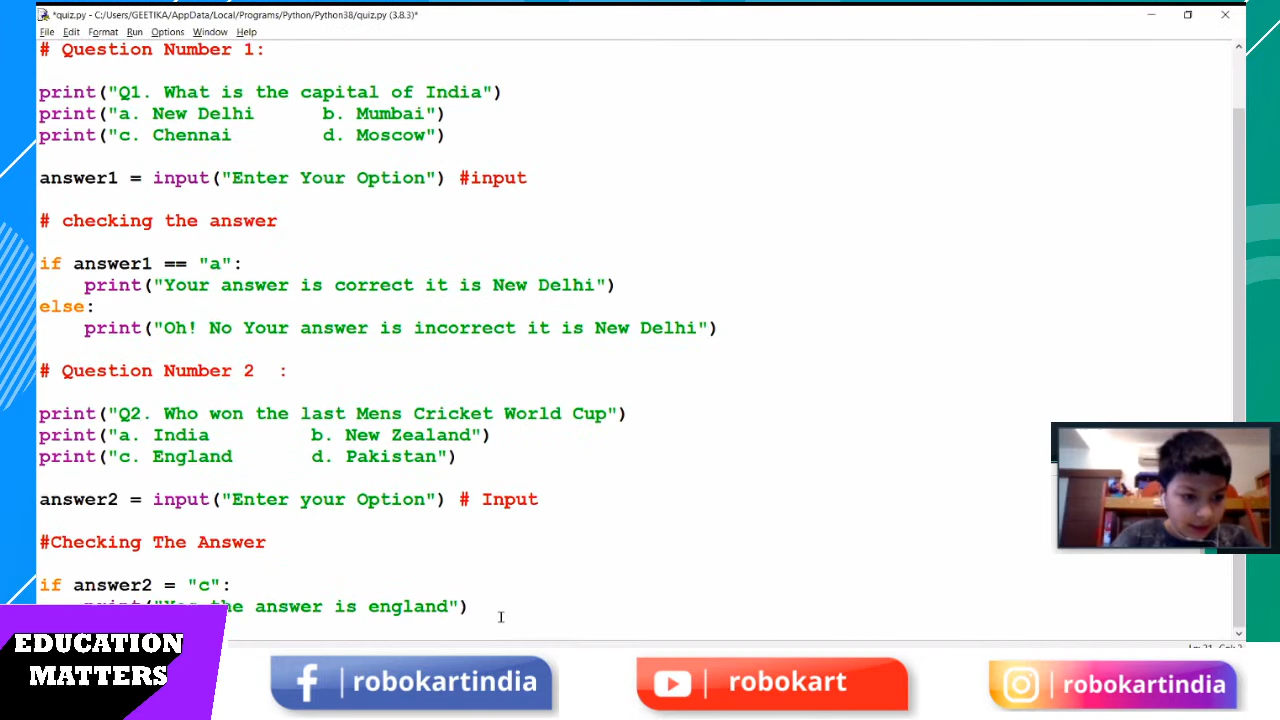 *quiz.py - C:/Users/GEETIKA/AppData/Local/Programs/Python/Python38/quiz.py (3.8.3)*
File Edit Format Run Options Window Help
# Question Number 1:
print("Q1. What is the capital of India")
print("a. New Delhi b. Mumbai")
print("c. Chennai d. Moscow")
answer1 = input("Enter Your Option") #input
# checking the answer
if answer1 == "a":
print("Your answer is correct it is New Delhi")
else:
print("Oh! No Your answer is incorrect it is New Delhi")
# Question Number 2 :
print("Q2. Who won the last Mens Cricket World Cup")
print("a. India b. New Zealand")
print("c. England d. Pakistan")
answer2 = input("Enter your Option") # Input
#Checking The Answer
if answer2 = "c":
the answer is england")
EDUCATION
MATTERS
robokartindia
robokart
robokartindia